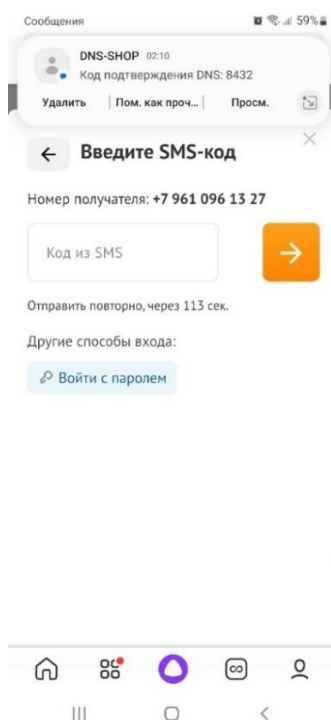 Сообщения 59%
DNS-SHOP 02:10
Код подтверждения DNS: 8432
Удалить Пом. как проч... Просм.
Введите SMS-код
Номер получателя: +7 961 096 13 27
Код из SMS
Отправить повторно, через 113 сек.
Другие способы входа:
Войти с паролем